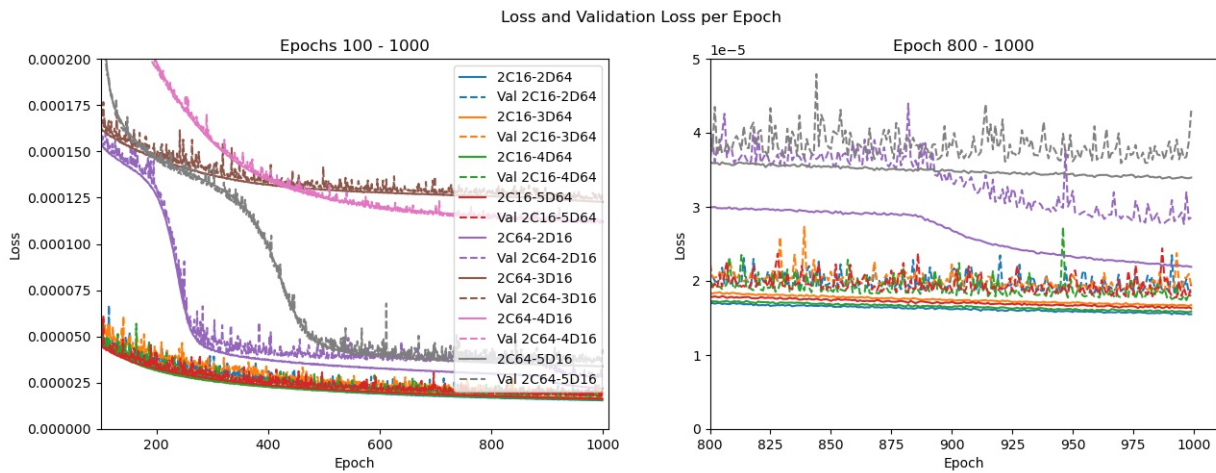 Loss and Validation Loss per Epoch
Epochs 100 - 1000
0.000200
0.000175
0.000150
0.000125
0.000100
0.000075
0.000050
0.000025
0.000000
Loss
200
400
600
800
1000
Epoch
2C16-2D64
Val 2C16-2D64
2C16-3D64
Val 2C16-3D64
2C16-4D64
Val 2C16-4D64
2C16-5D64
Val 2C16-5D64
2C64-2D16
Val 2C64-2D16
2C64-3D16
Val 2C64-3D16
2C64-4D16
Val 2C64-4D16
2C64-5D16
Val 2C64-5D16
Epoch 800 - 1000
1e−5
5
4
3
2
1
0
Loss
800
825
850
875
900
925
950
975
1000
Epoch